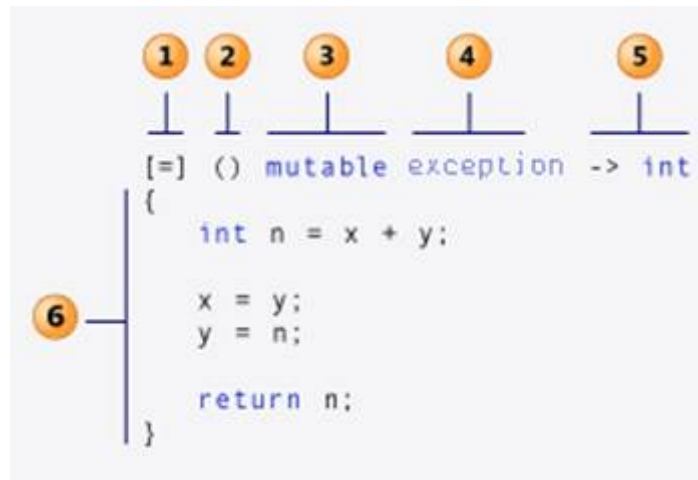 1 2 3 4 5
[=] () mutable exception -> int
{
int n = x + y;
x = y;
y = n;
6
return n;
}